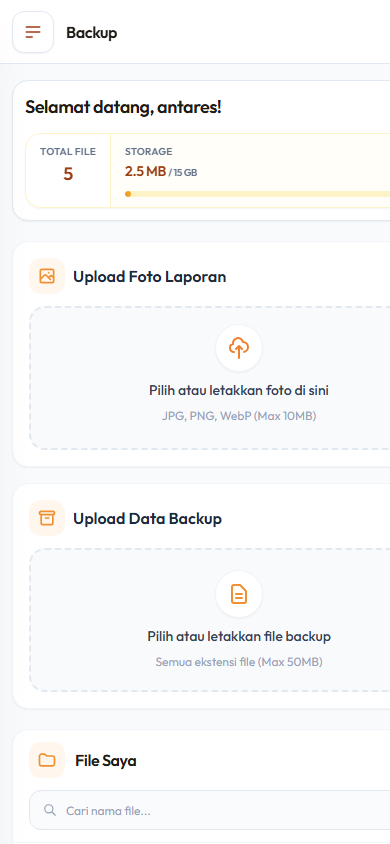 Backup
Selamat datang, antares!
TOTAL FILE
5
STORAGE
2.5 MB / 15 GB
Upload Foto Laporan
Pilih atau letakkan foto di sini
JPG, PNG, WebP (Max 10MB)
Upload Data Backup
Pilih atau letakkan file backup
Semua ekstensi file (Max 50MB)
File Saya
Cari nama file...